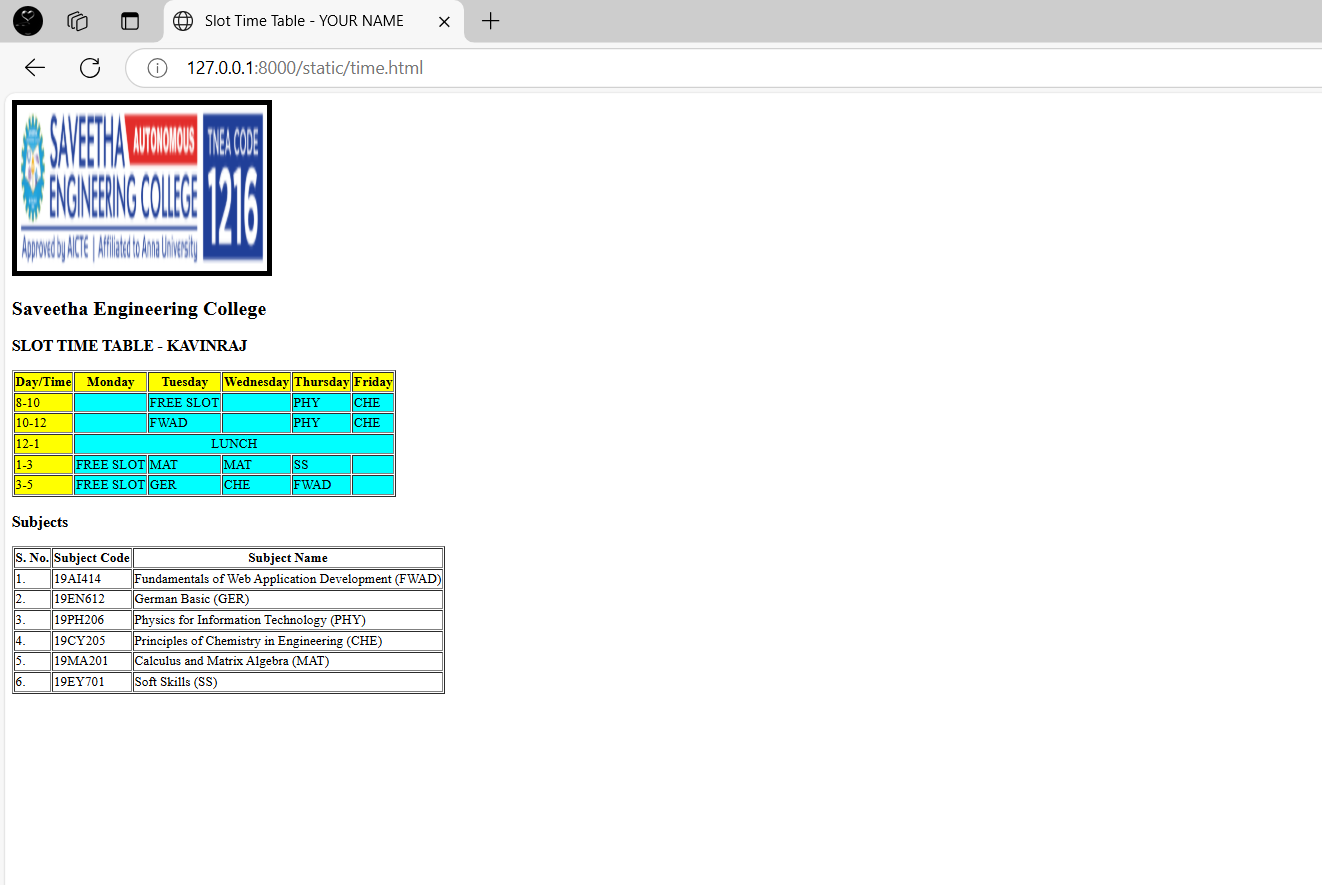 Slot Time Table - YOUR NAME
127.0.0.1:8000/static/time.html
SAVEETHA AUTONOMOUS TNEA CODE
ENGINEERING COLLEGE 1216
Approved by AICTE | Affiliated to Anna University
Saveetha Engineering College
SLOT TIME TABLE - KAVINRAJ
Day/Time Monday Tuesday Wednesday Thursday Friday
8-10 FREE SLOT PHY CHE
10-12 FWAD PHY CHE
12-1 LUNCH
1-3 FREE SLOT MAT MAT SS
3-5 FREE SLOT GER CHE FWAD
Subjects
S. No. Subject Code Subject Name
1. 19AI414 Fundamentals of Web Application Development (FWAD)
2. 19EN612 German Basic (GER)
3. 19PH206 Physics for Information Technology (PHY)
4. 19CY205 Principles of Chemistry in Engineering (CHE)
5. 19MA201 Calculus and Matrix Algebra (MAT)
6. 19EY701 Soft Skills (SS)